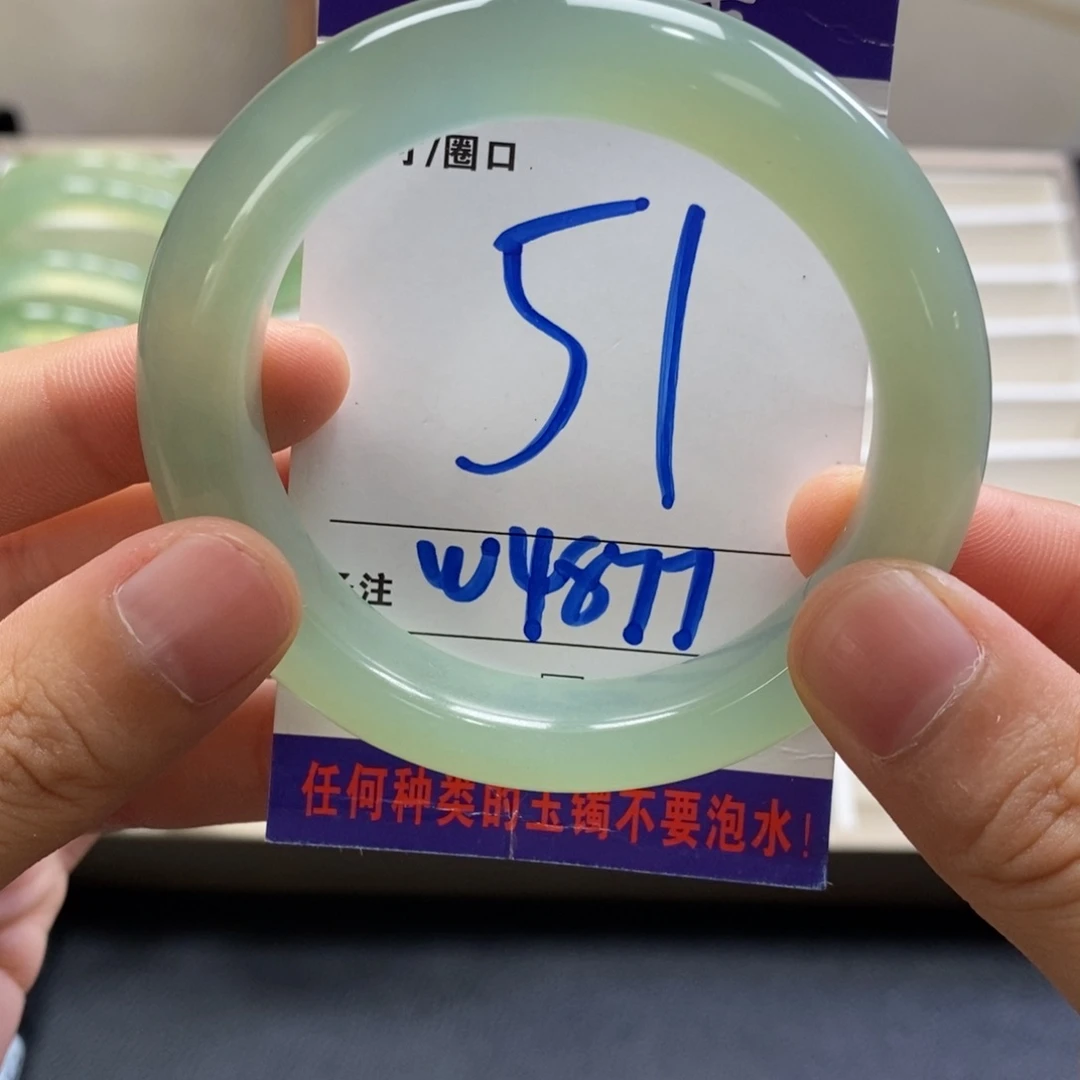 /圈口
51
注 W4877
任何种类的玉镯不要泡水!